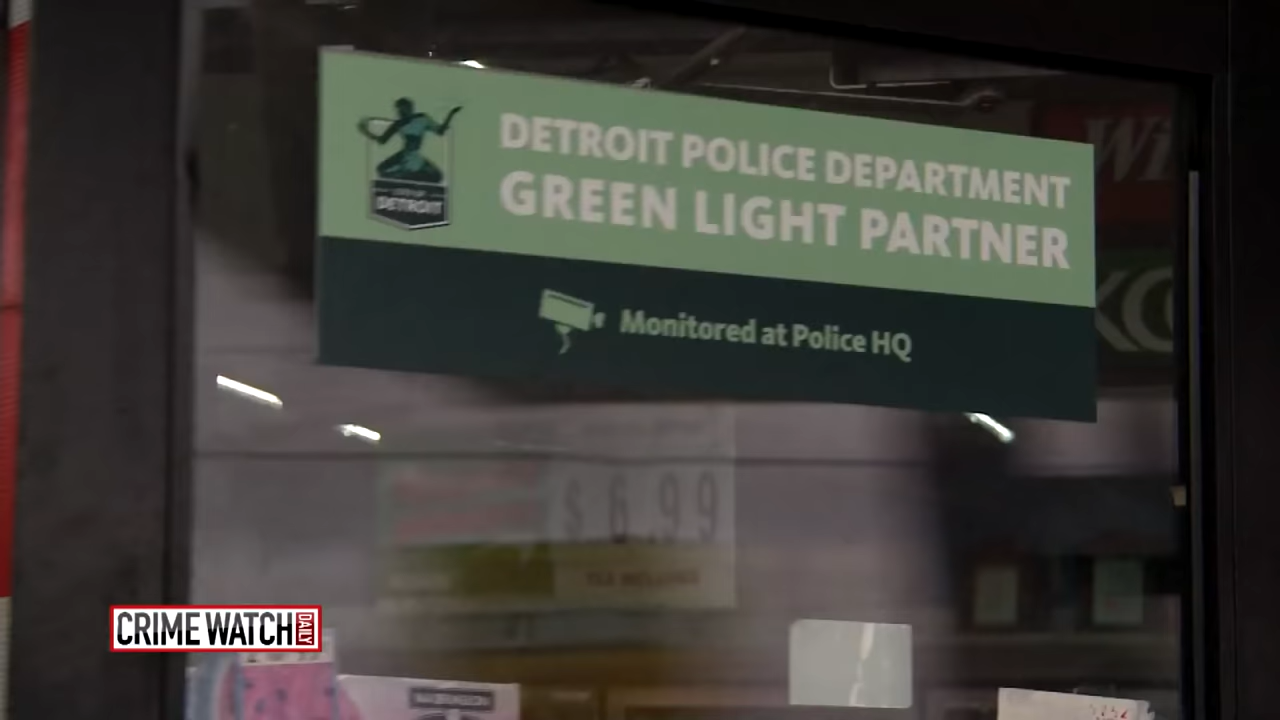 DETROIT POLICE DEPARTMENT
GREEN LIGHT PARTNER
DETROIT
Monitored at Police HQ
$6.99
CRIME WATCH DAILY